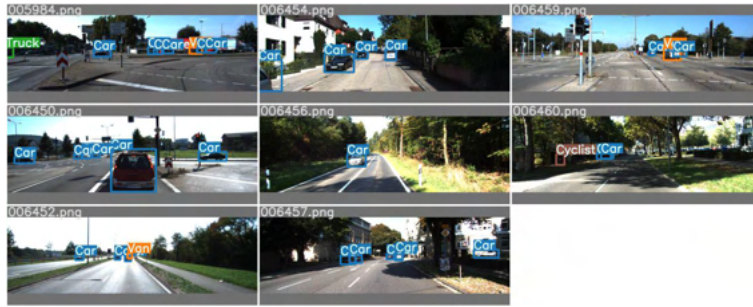 005984.png
006454.png
006459.png
Truck
Car
Car
Car
Car
Car
Car
Car
Car
006450.png
006456.png
006460.png
Car
Car
Car
Car
Cyclist
Car
006452.png
006457.png
Car
Van
Car
Car
Car